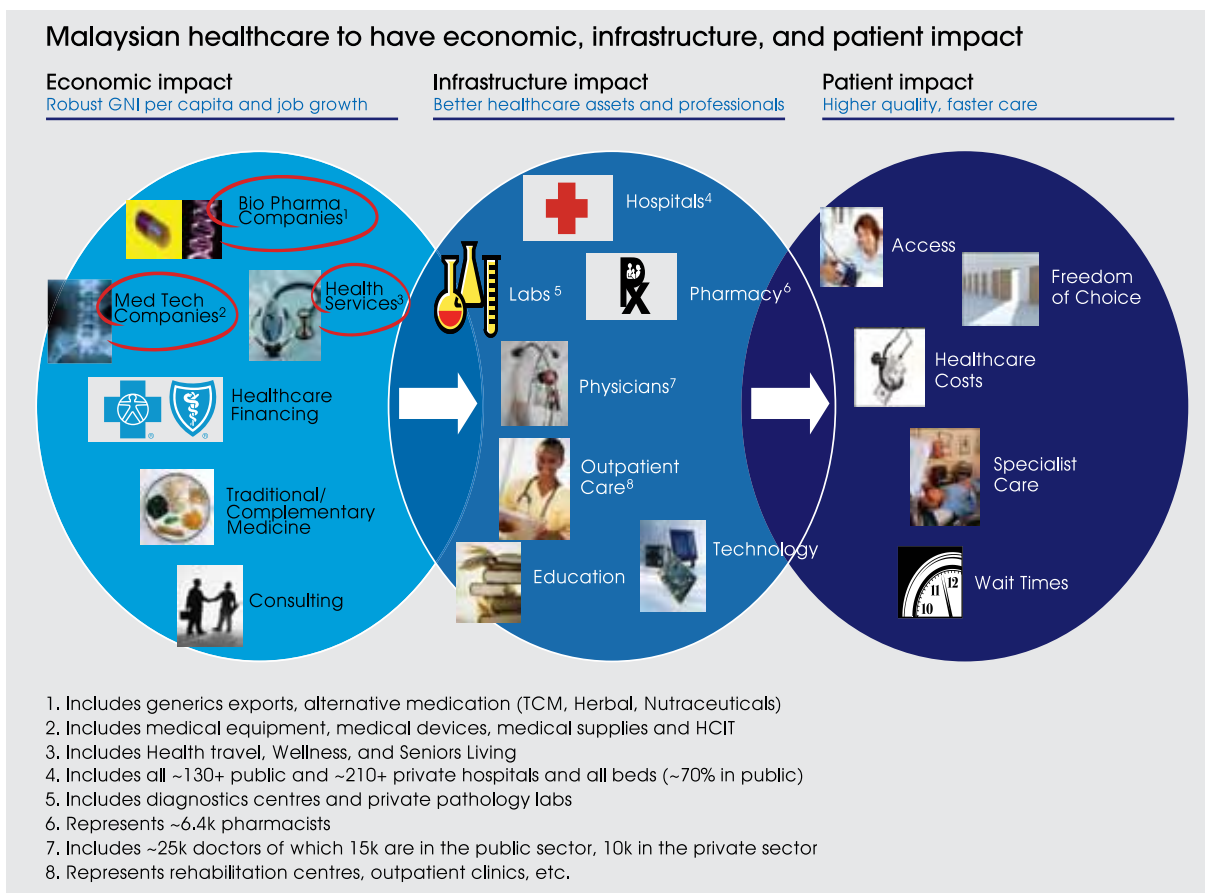 Malaysian healthcare to have economic, infrastructure, and patient impact
Economic impact
Robust GNI per capita and job growth
Infrastructure impact
Better healthcare assets and professionals
Patient impact
Higher quality, faster care
Bio Pharma
Companies¹
Med Tech
Companies²
Health
Services³
Healthcare
Financing
®
®
Traditional/
Complementary
Medicine
Consulting
Hospitals⁴
Labs ⁵
RX
Pharmacy⁶
Physicians⁷
Outpatient
Care⁸
Technology
Education
Access
Freedom
of Choice
Healthcare
Costs
Specialist
Care
10 11 12
Wait Times
1. Includes generics exports, alternative medication (TCM, Herbal, Nutraceuticals)
2. Includes medical equipment, medical devices, medical supplies and HCIT
3. Includes Health travel, Wellness, and Seniors Living
4. Includes all ~130+ public and ~210+ private hospitals and all beds (~70% in public)
5. Includes diagnostics centres and private pathology labs
6. Represents ~6.4k pharmacists
7. Includes ~25k doctors of which 15k are in the public sector, 10k in the private sector
8. Represents rehabilitation centres, outpatient clinics, etc.